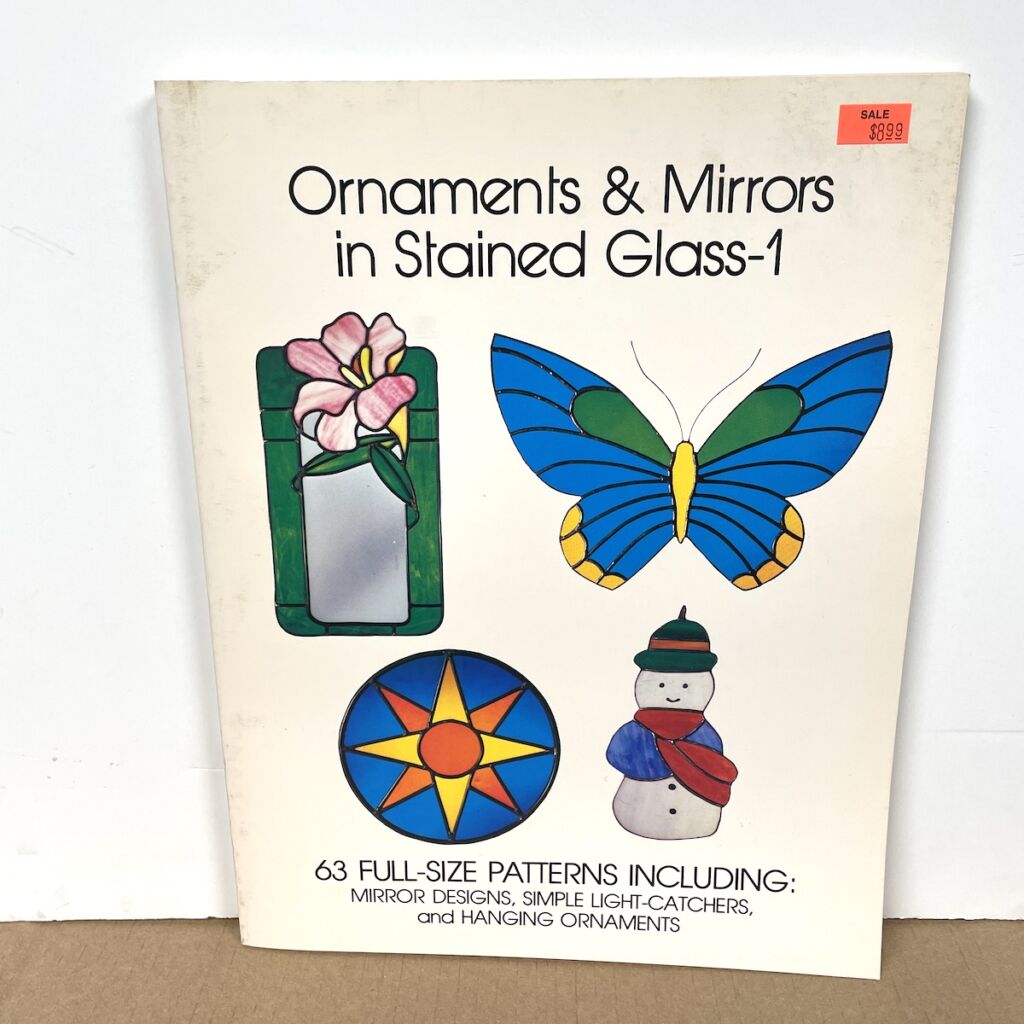 SALE
$8.99
Ornaments & Mirrors
in Stained Glass-1
63 FULL-SIZE PATTERNS INCLUDING:
MIRROR DESIGNS, SIMPLE LIGHT-CATCHERS,
and HANGING ORNAMENTS